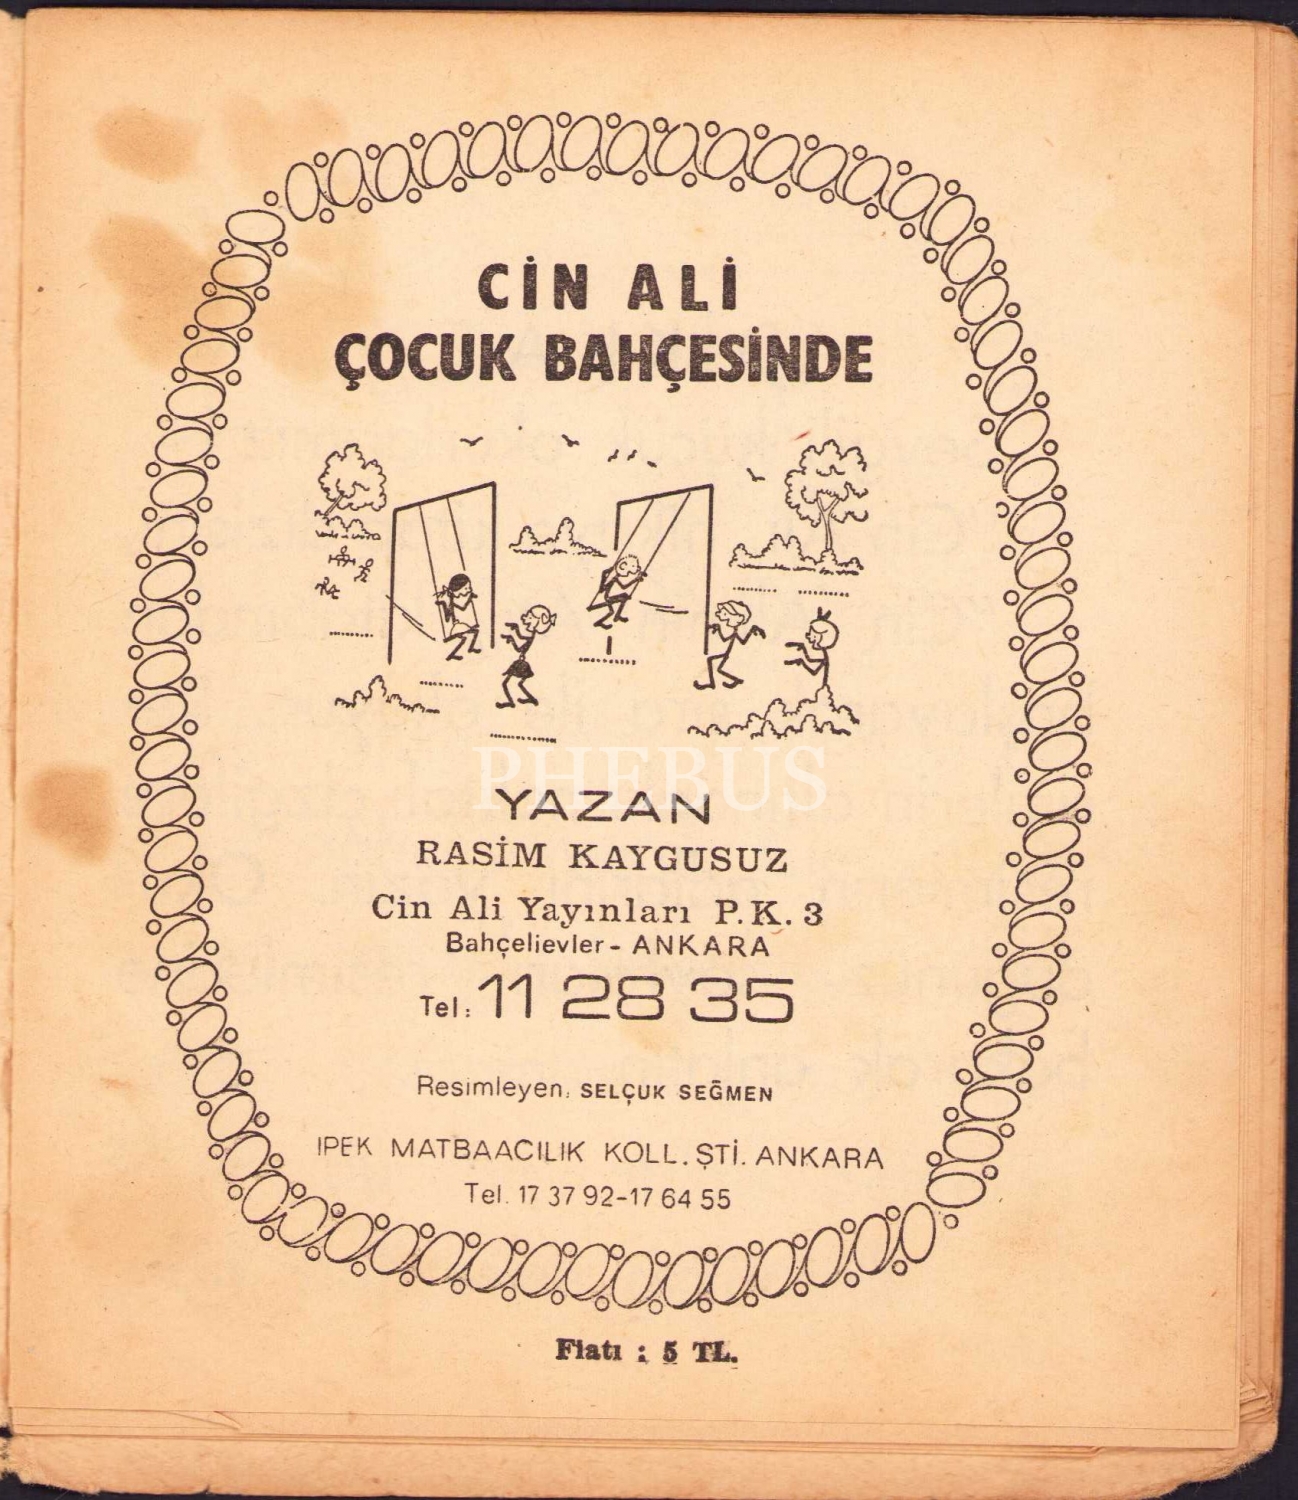 CİN ALİ
ÇOCUK BAHÇESİNDE
PHEBUS
YAZAN
RASİM KAYGUSUZ
Cin Ali Yayınları P.K. 3
Bahçelievler - ANKARA
Tel: 11 28 35
Resimleyen: SELÇUK SEĞMEN
IPEK MATBAACILIK KOLL. ŞTİ. ANKARA
Tel. 17 37 92-17 64 55
Fiatı : 5 TL.